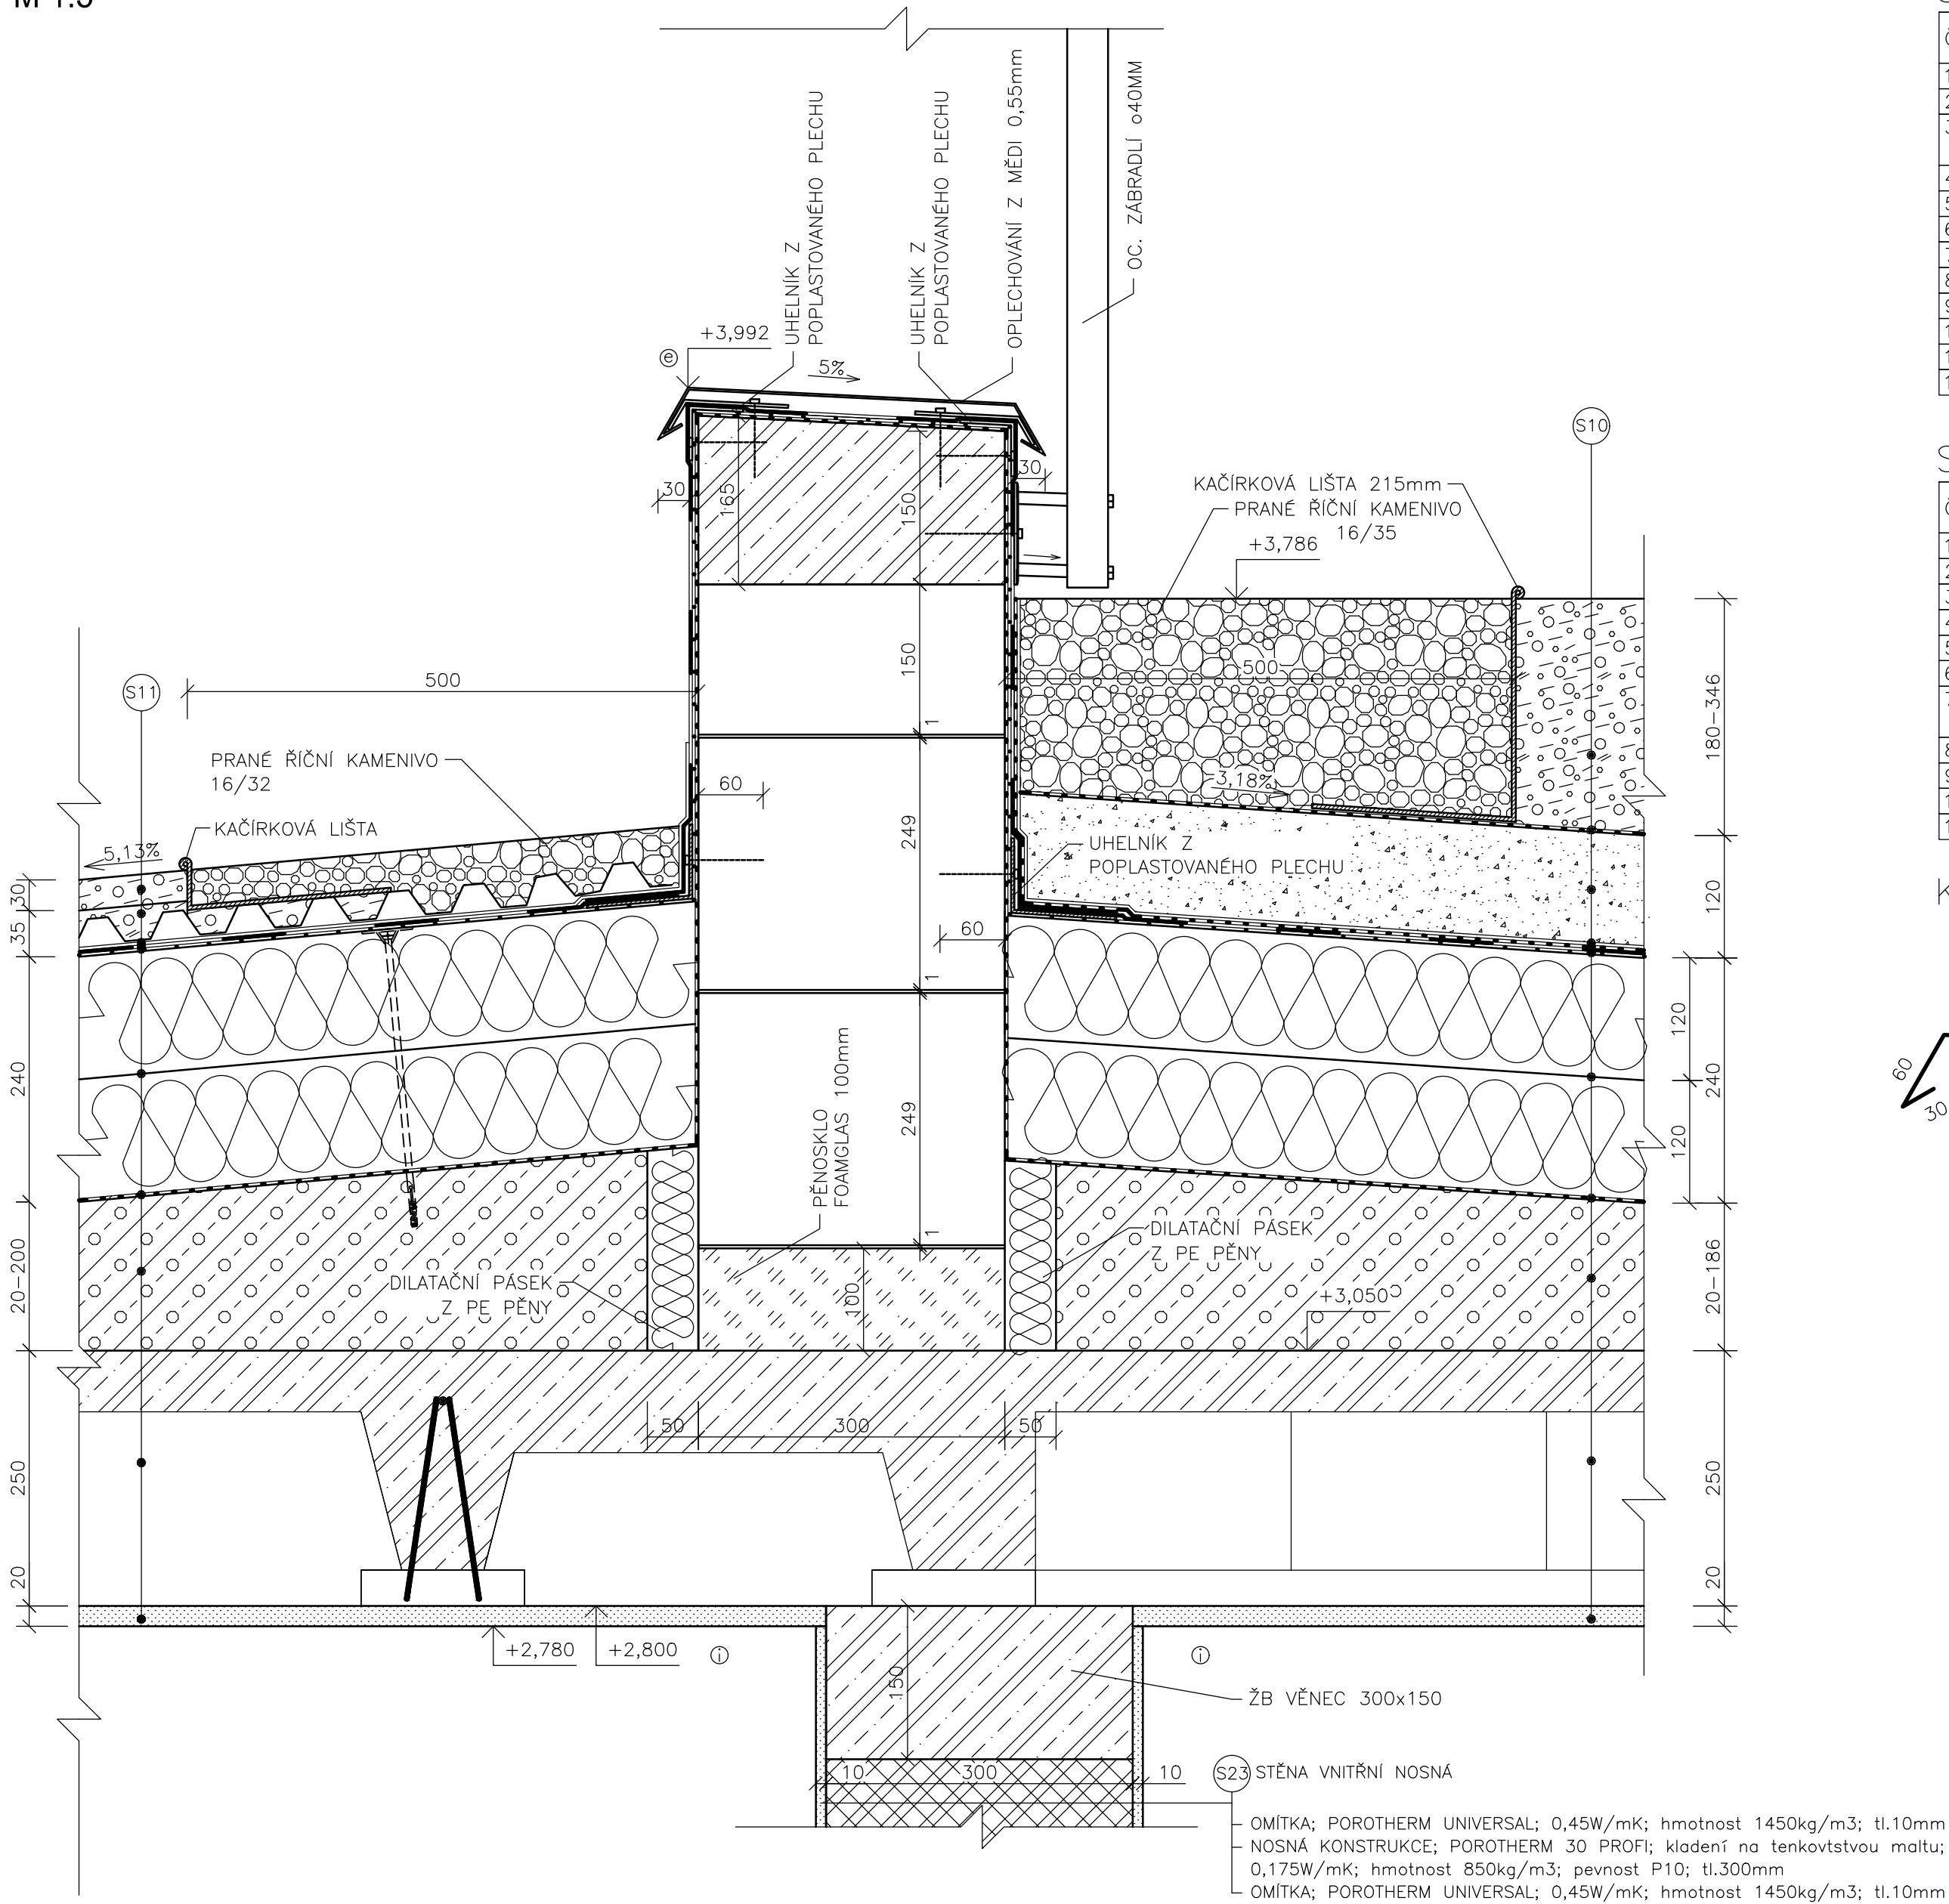 M 1:5
UHELNÍK Z
POPLASTOVANÉHO PLECHU
UHELNÍK Z
POPLASTOVANÉHO PLECHU
OPLECHOVÁNÍ Z MĚDI 0,55mm
OC. ZÁBRADLÍ o40MM
+3,992
e
5%
S10
30
165
150
30
KAČÍRKOVÁ LIŠTA 215mm
PRANÉ ŘÍČNÍ KAMENIVO
16/35
+3,786
S11
500
150
500
180-346
1
PRANÉ ŘÍČNÍ KAMENIVO
16/32
60
3,18%
KAČÍRKOVÁ LIŠTA
249
UHELNÍK Z
POPLASTOVANÉHO PLECHU
5,13%
30
35
120
60
1
240
120
240
120
60
30
PĚNOSKLO
FOAMGLAS 100mm
249
1
DILATAČNÍ PÁSEK
Z PE PĚNY
DILATAČNÍ PÁSEK
Z PE PĚNY
100
+3,050
20-200
20-186
50
300
50
250
250
20
20
+2,780
+2,800
i
i
150
ŽB VĚNEC 300x150
10
300
10
S23 STĚNA VNITŘNÍ NOSNÁ
OMÍTKA; POROTHERM UNIVERSAL; 0,45W/mK; hmotnost 1450kg/m3; tl.10mm
NOSNÁ KONSTRUKCE; POROTHERM 30 PROFI; kladení na tenkovtstvou maltu;
0,175W/mK; hmotnost 850kg/m3; pevnost P10; tl.300mm
OMÍTKA; POROTHERM UNIVERSAL; 0,45W/mK; hmotnost 1450kg/m3; tl.10mm